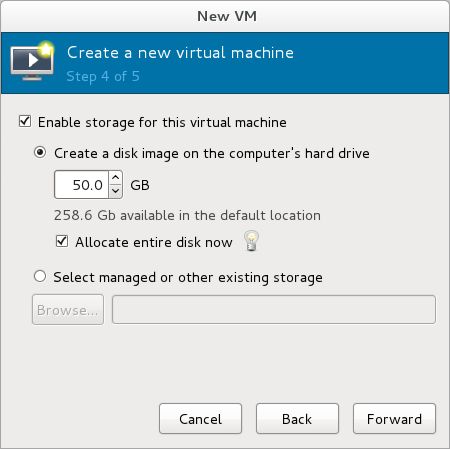 New VM
Create a new virtual machine
Step 4 of 5
Enable storage for this virtual machine
Create a disk image on the computer's hard drive
50.0 GB
258.6 Gb available in the default location
Allocate entire disk now
Select managed or other existing storage
Browse...
Cancel Back Forward